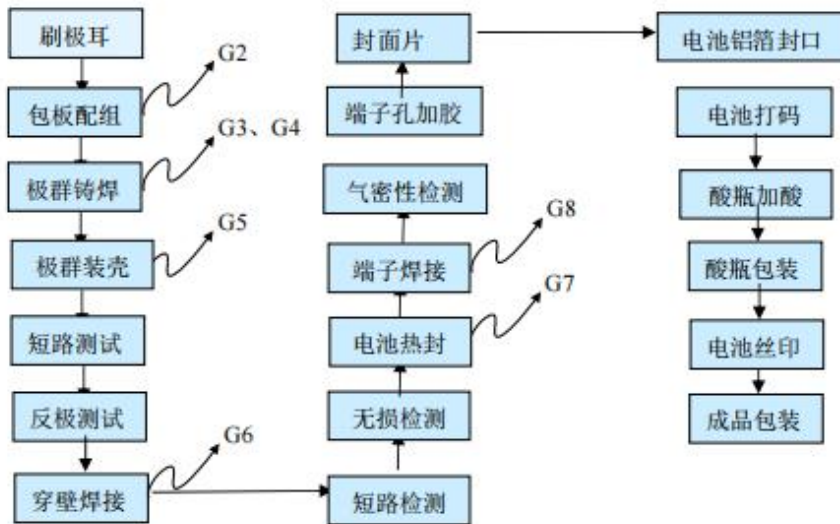 刷极耳
G2
包板配组
G3、G4
极群铸焊
G5
极群装壳
短路测试
反极测试
G6
穿壁焊接
短路检测
无损检测
电池热封
G7
端子焊接
G8
气密性检测
端子孔加胶
封面片
电池铝箔封口
电池打码
酸瓶加酸
酸瓶包装
电池丝印
成品包装